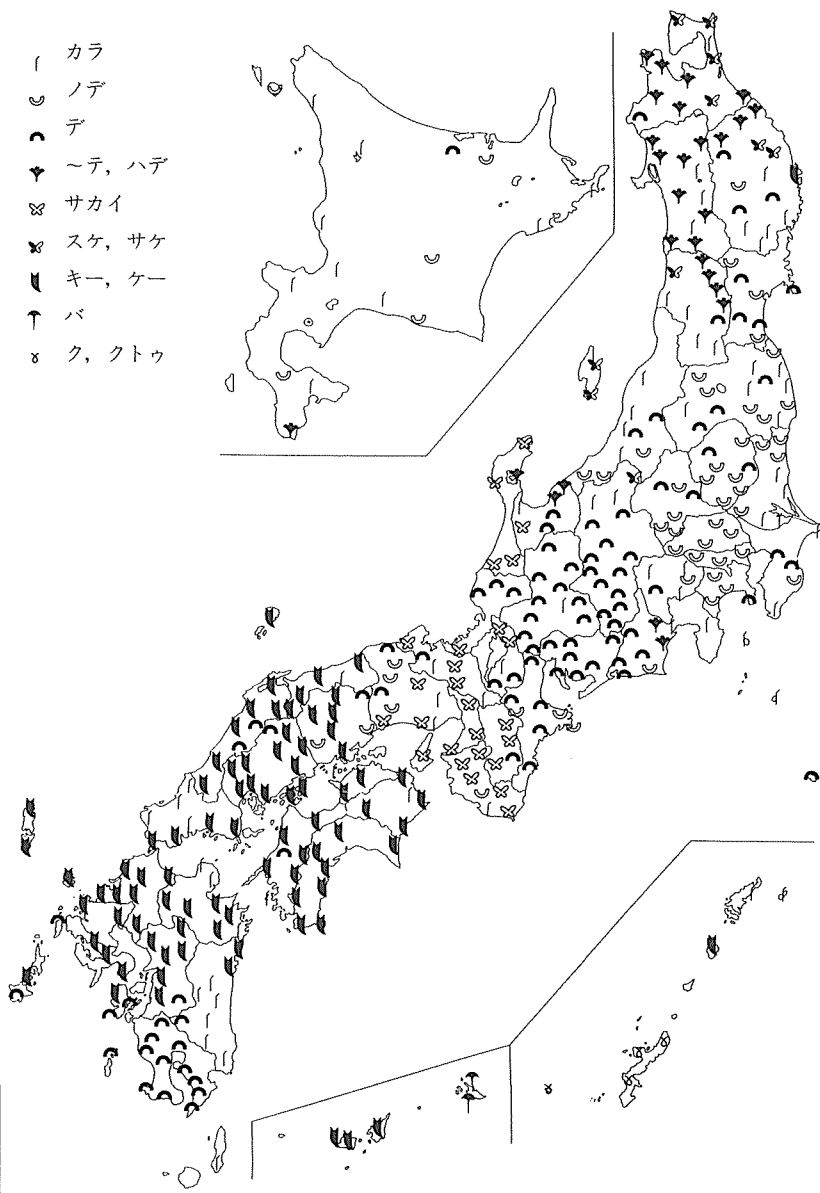 カラ
ノデ
デ
〜テ，ハデ
サカイ
スケ，サケ
キー，ケー
バ
ク，クトゥ